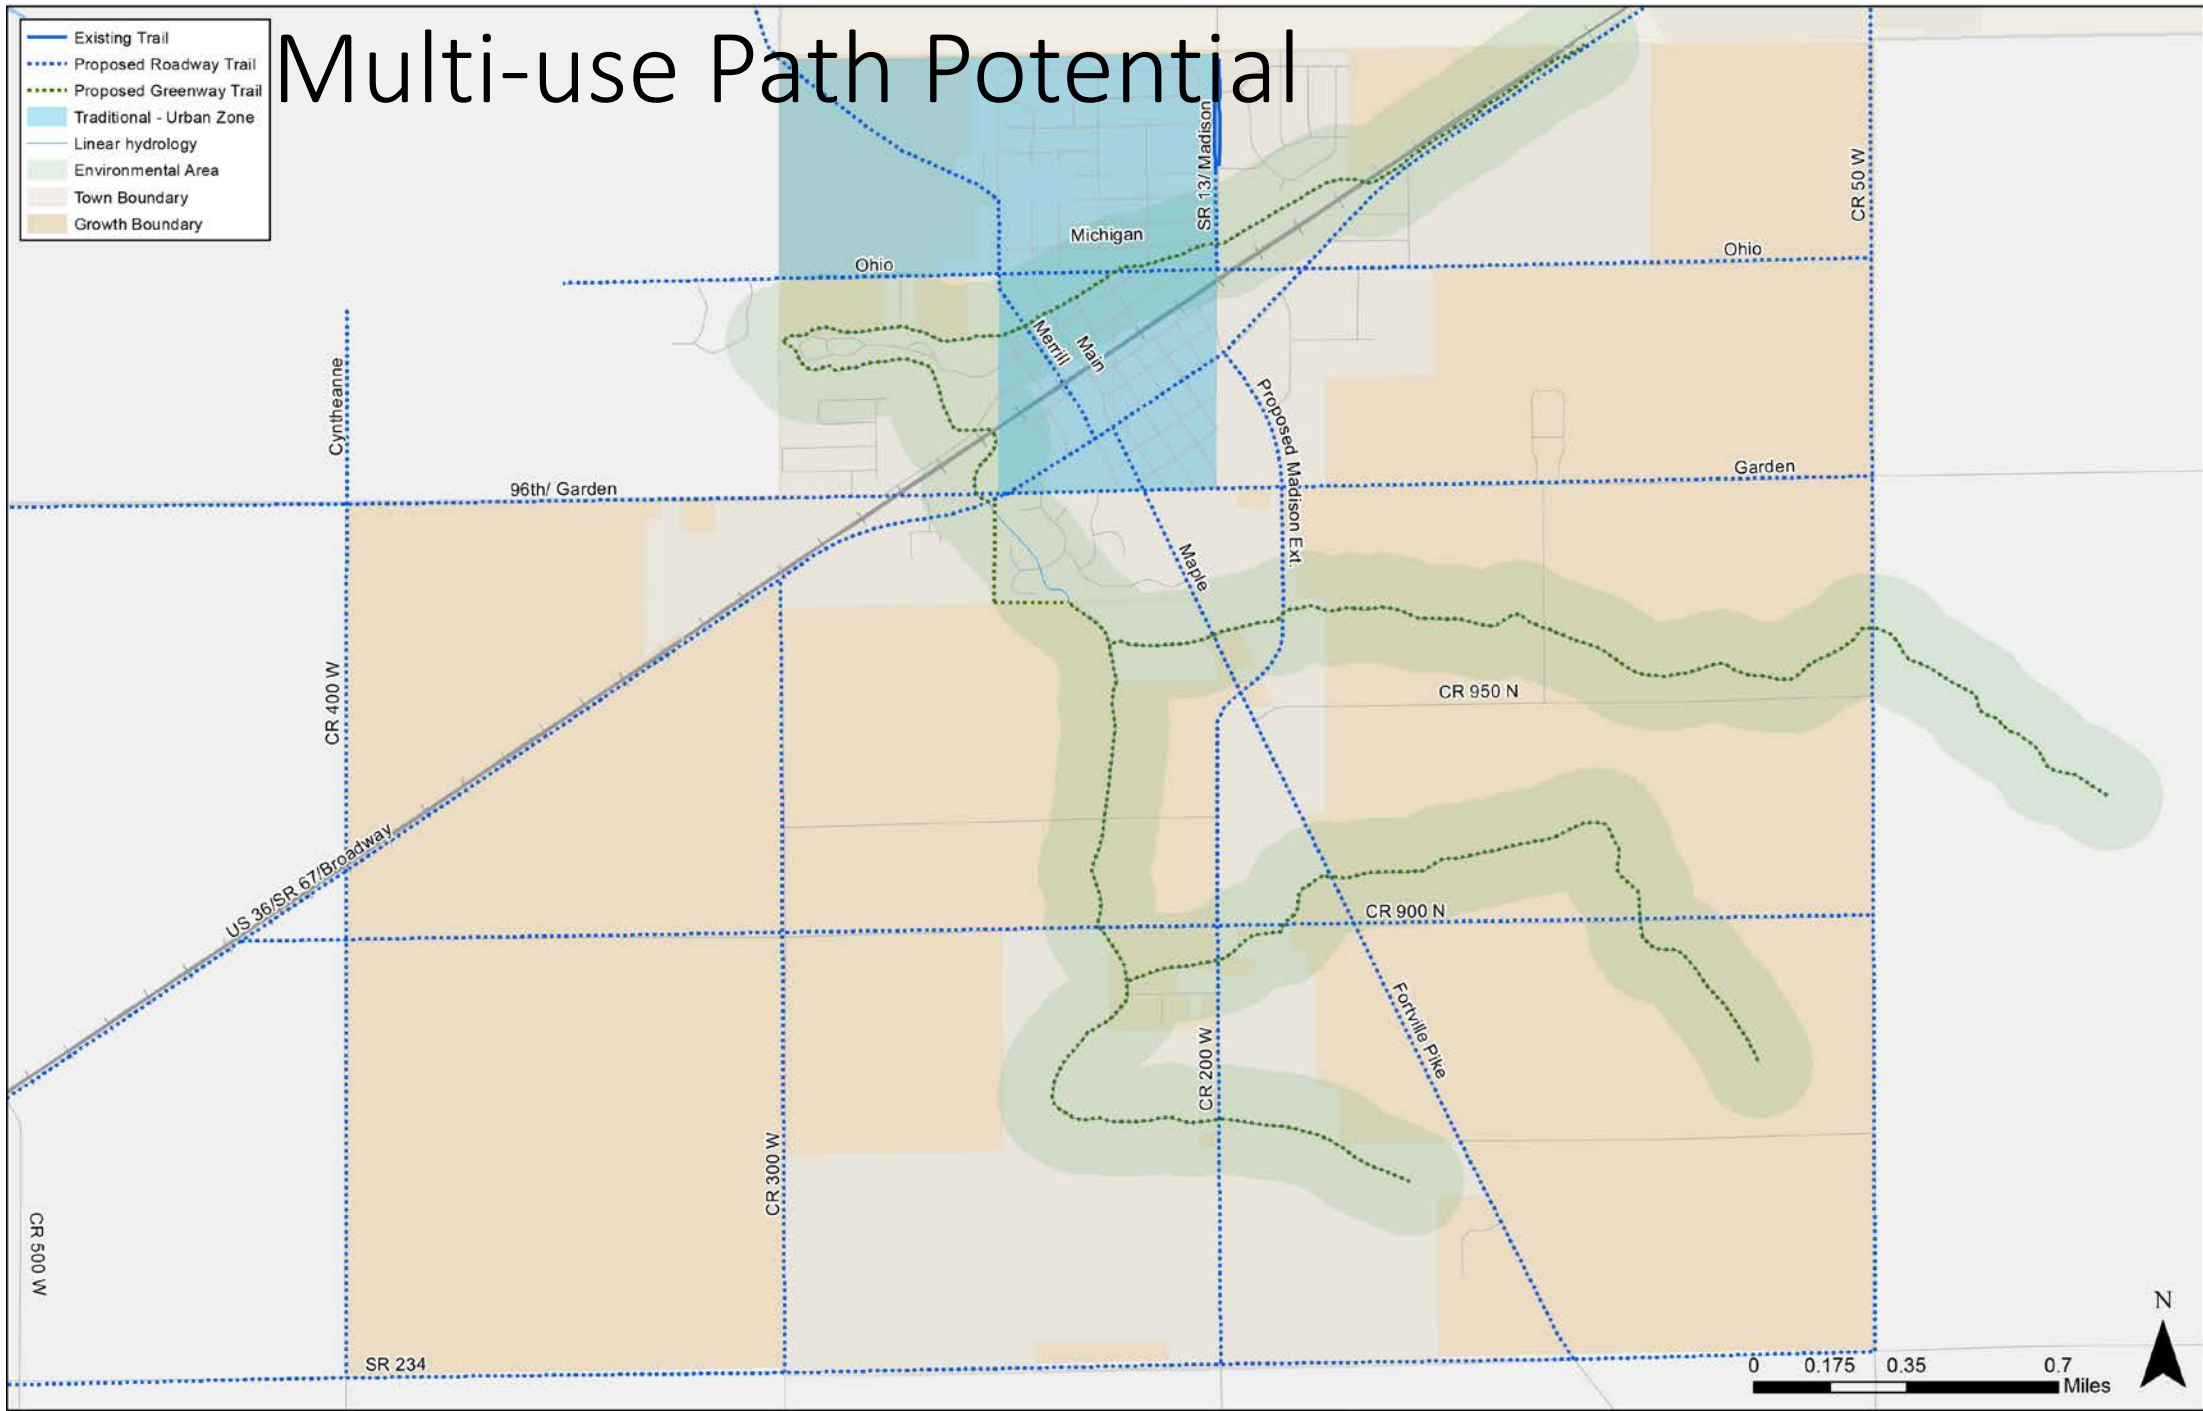 Multi-use Path Potential
Existing Trail
Proposed Roadway Trail
Proposed Greenway Trail
Traditional - Urban Zone
Linear hydrology
Environmental Area
Town Boundary
Growth Boundary
SR 13/ Madison
CR 50 W
Michigan
Ohio
Ohio
Merrill
Main
Cyntheanne
Proposed Madison Ext.
96th/ Garden
Garden
Maple
CR 400 W
CR 950 N
US 36/SR 67/Broadway
CR 900 N
Fortville Pike
CR 200 W
CR 300 W
CR 500 W
SR 234
N
0 0.175 0.35 0.7
Miles